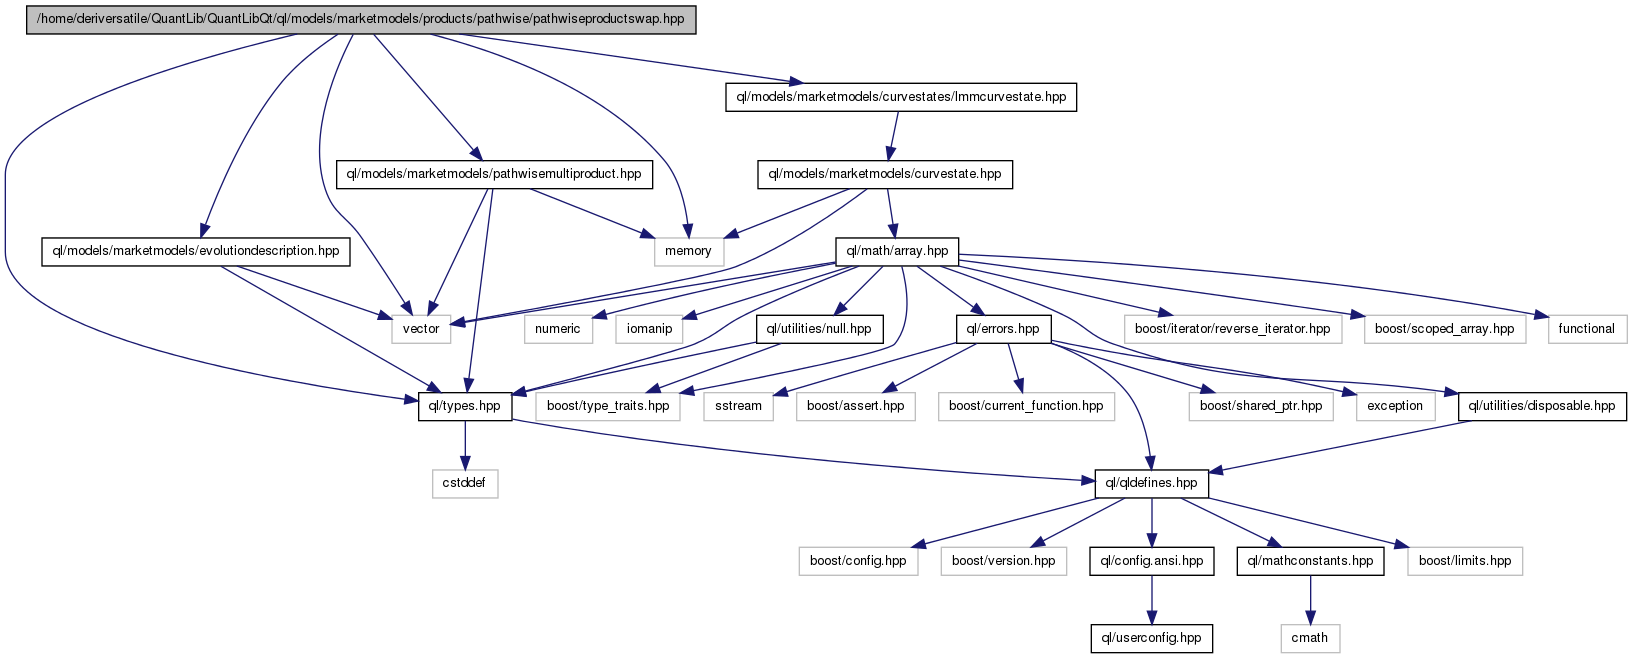 /home/deriversatile/QuantLib/QuantLibQt/ql/models/marketmodels/products/pathwise/pathwiseproductswap.hpp
ql/models/marketmodels/curvestates/lmmcurvestate.hpp
ql/models/marketmodels/pathwisemultiproduct.hpp
ql/models/marketmodels/curvestate.hpp
ql/models/marketmodels/evolutiondescription.hpp
memory
ql/math/array.hpp
vector
numeric
iomanip
ql/utilities/null.hpp
ql/errors.hpp
boost/iterator/reverse_iterator.hpp
boost/scoped_array.hpp
functional
ql/types.hpp
boost/type_traits.hpp
sstream
boost/assert.hpp
boost/current_function.hpp
boost/shared_ptr.hpp
exception
ql/utilities/disposable.hpp
cstddef
ql/qldefines.hpp
boost/config.hpp
boost/version.hpp
ql/config.ansi.hpp
ql/mathconstants.hpp
boost/limits.hpp
ql/userconfig.hpp
cmath